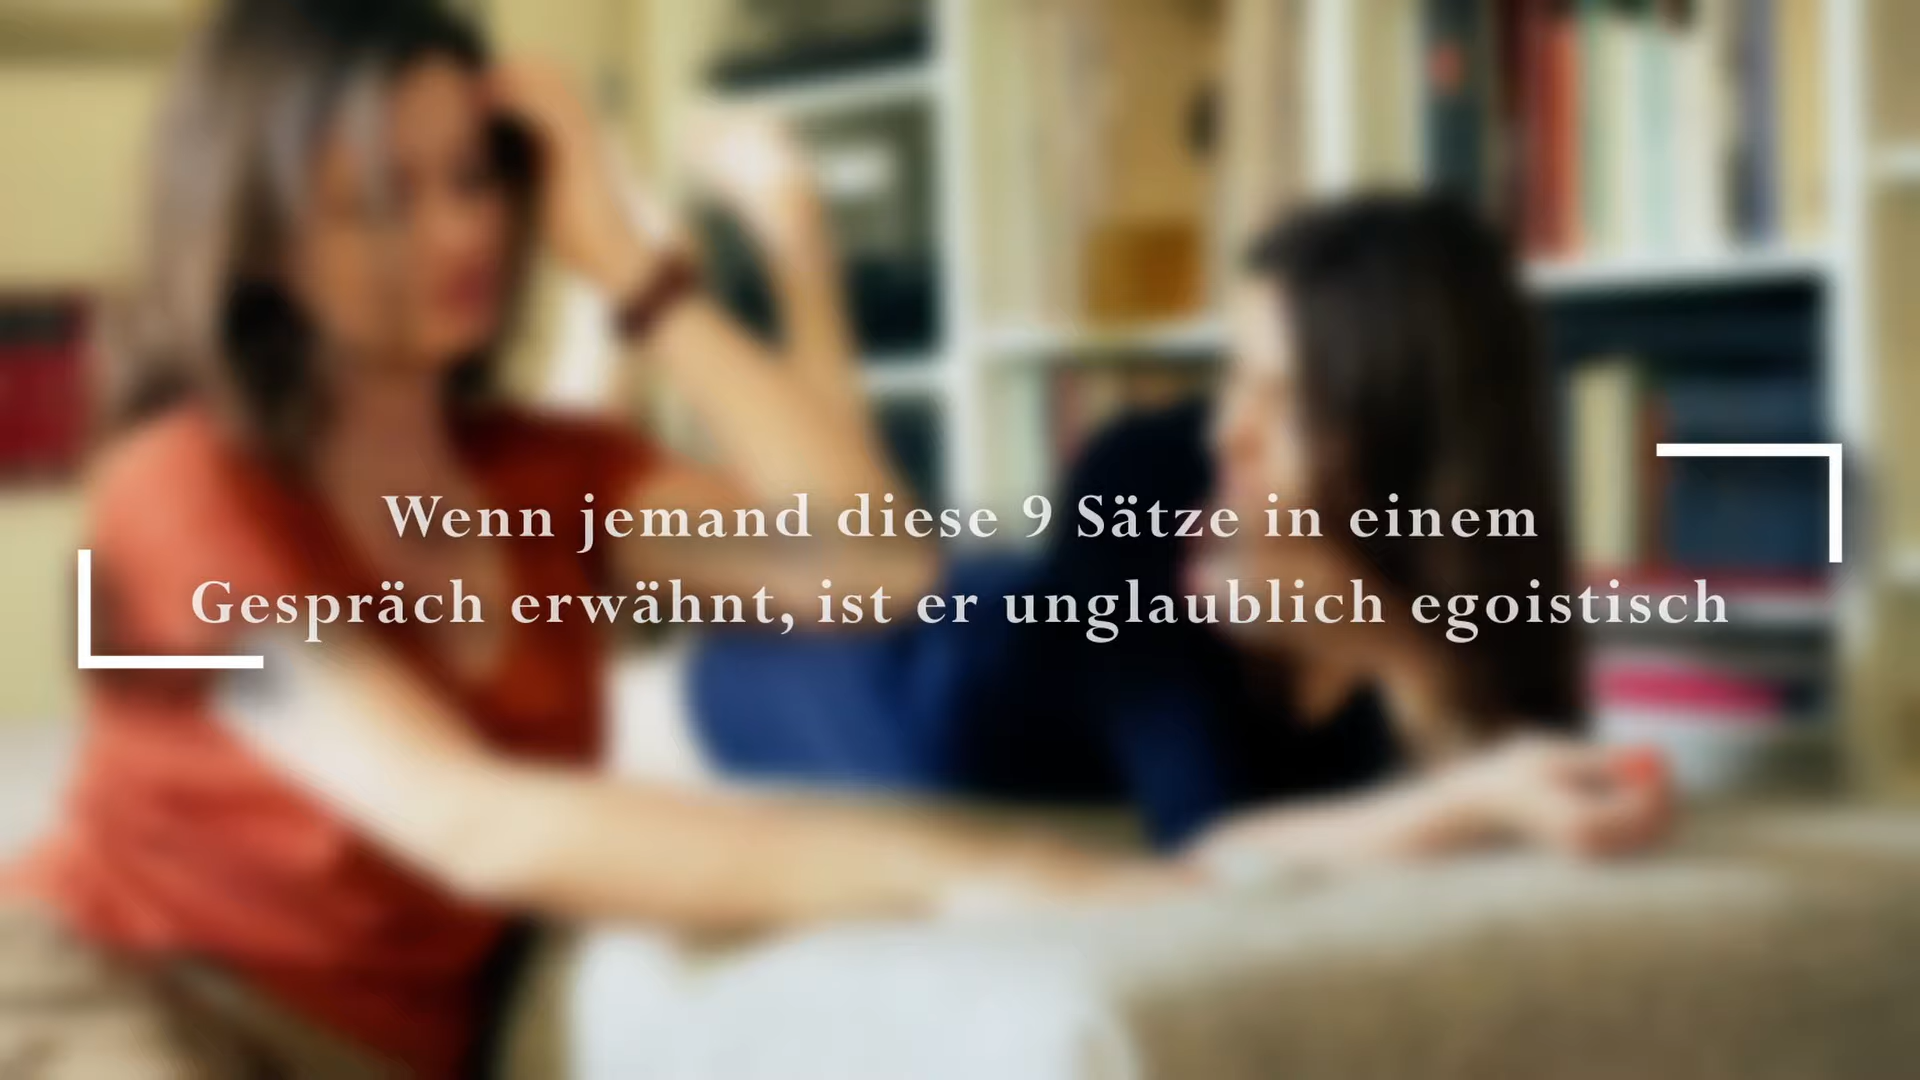 Wenn jemand diese 9 Sätze in einem
Gespräch erwähnt, ist er unglaublich egoistisch